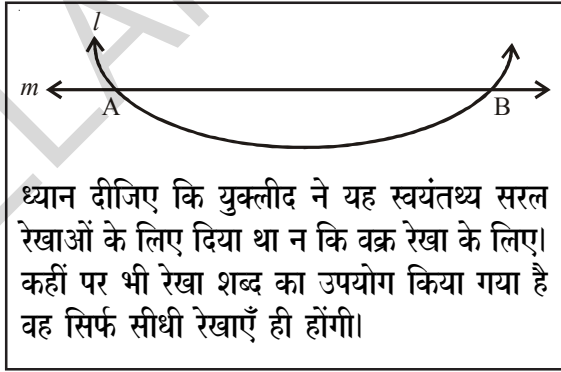 l
m
A
B
ध्यान दीजिए कि युक्लीद ने यह स्वयंतथ्य सरल
रेखाओं के लिए दिया था न कि वक्र रेखा के लिए।
कहीं पर भी रेखा शब्द का उपयोग किया गया है
वह सिर्फ सीधी रेखाएँ ही होंगी।